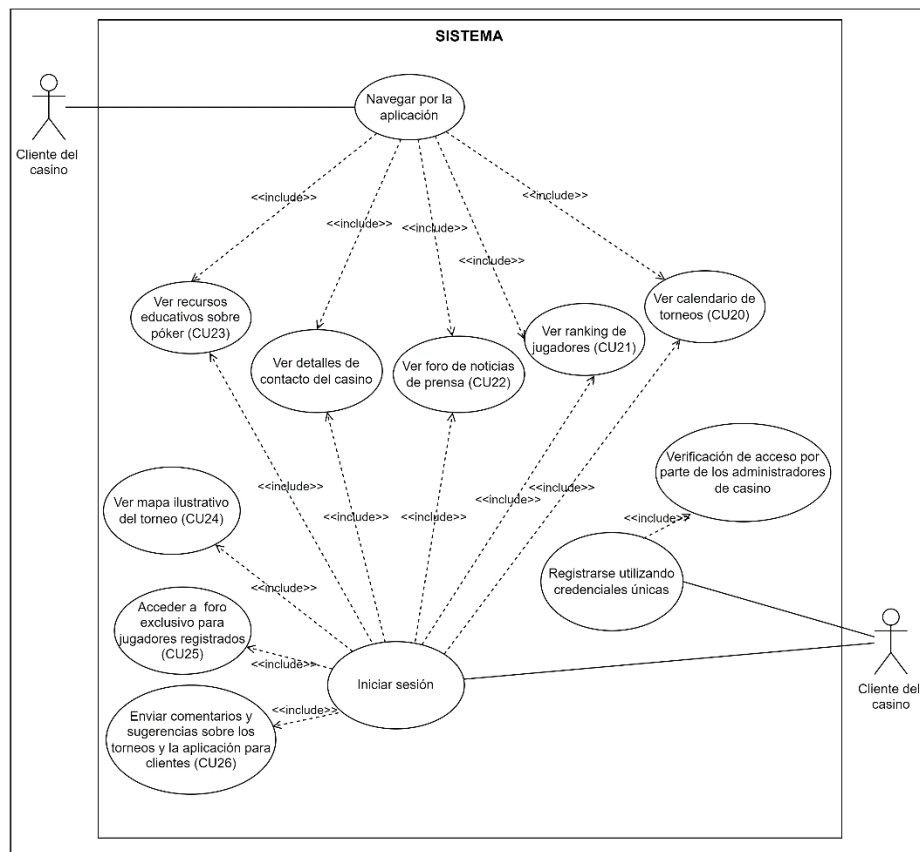 SISTEMA
Navegar por la
aplicación
Cliente del
casino
<<include>>
<<include>>
<<include>>
<<include>>
<<include>>
Ver recursos
educativos sobre
póker (CU23)
Ver detalles de
contacto del casino
Ver foro de noticias
de prensa (CU22)
Ver ranking de
jugadores (CU21)
Ver calendario de
torneos (CU20)
Verificación de acceso por
parte de los administradores
de casino
<<include>>
<<include>>
<<include>>
<<include>>
<<include>>
<<include>>
Ver mapa ilustrativo
del torneo (CU24)
Registrarse utilizando
credenciales únicas
<<include>>
Acceder a foro
exclusivo para
jugadores registrados
(CU25)
<<include>>
Iniciar sesión
Cliente del
casino
<<include>>
Enviar comentarios y
sugerencias sobre los
torneos y la aplicación para
clientes (CU26)